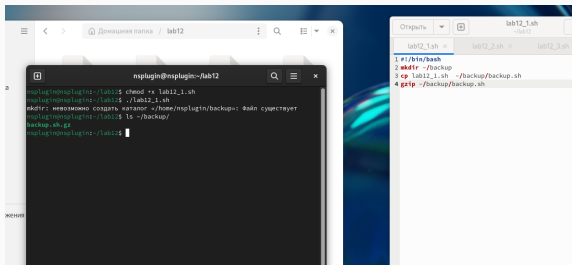 Домашняя папка / lab12
nsplugin@nsplugin:~/lab12
nsplugin@nsplugin:~/lab12$ chmod +x lab12_1.sh
nsplugin@nsplugin:~/lab12$ ./lab12_1.sh
mkdir: невозможно создать каталог «/home/nsplugin/backup»: Файл существует
nsplugin@nsplugin:~/lab12$ ls ~/backup/
backup.sh.gz
nsplugin@nsplugin:~/lab12$
жения
Открыть
lab12_1.sh
~/lab12
lab12_1.sh
lab12_2.sh
lab12_3.sh
1 #!/bin/bash
2 mkdir ~/backup
3 cp lab12_1.sh ~/backup/backup.sh
4 gzip ~/backup/backup.sh